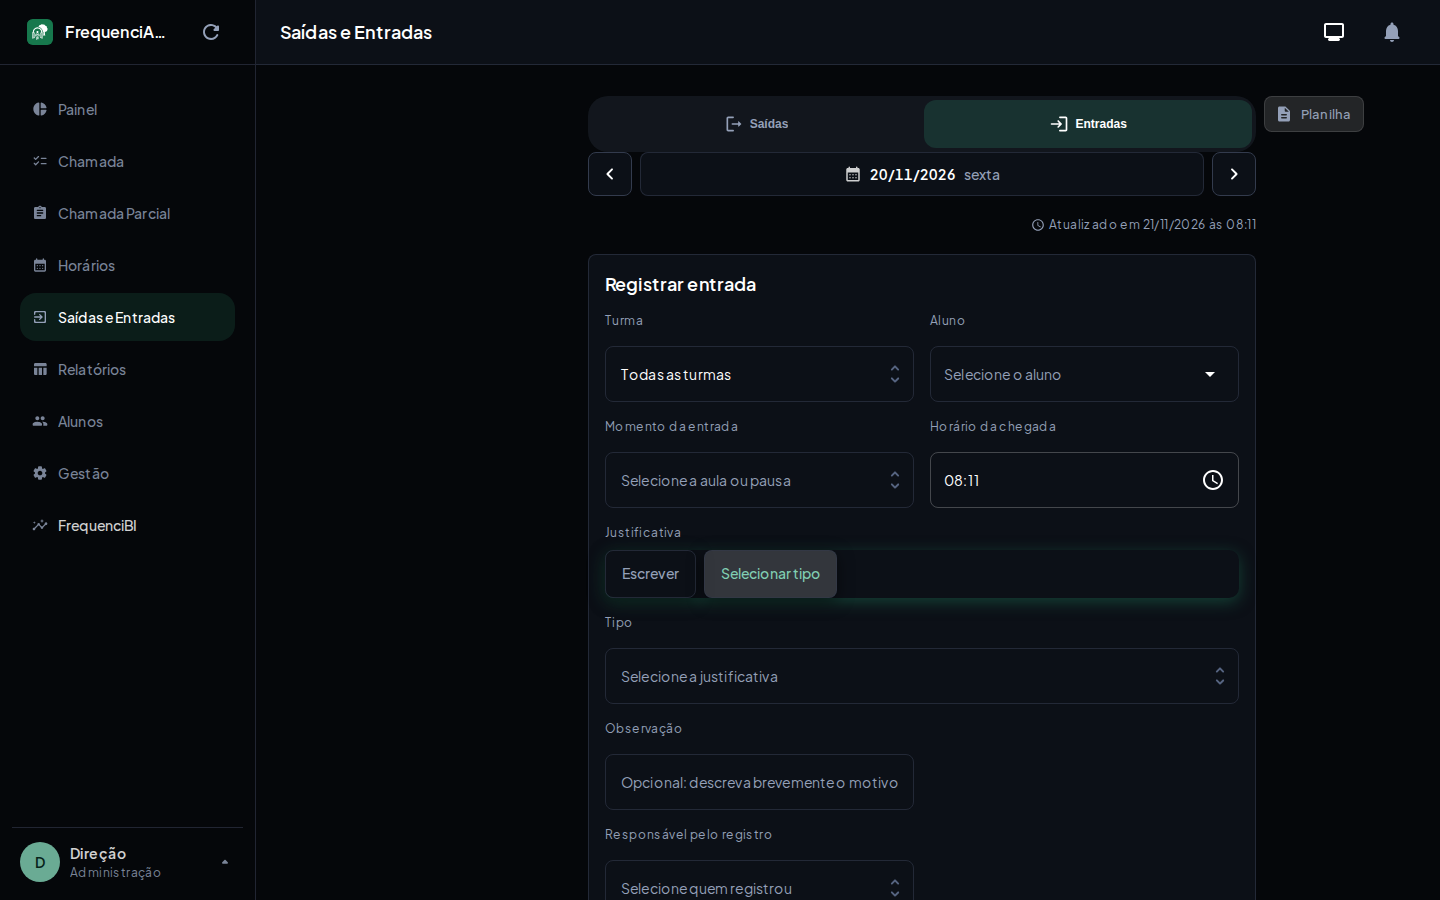 FrequenciA...
Saídas e Entradas
Painel
Chamada
Chamada Parcial
Horários
Saídas e Entradas
Relatórios
Alunos
Gestão
FrequenciBI
Direção
Administração
D
Saídas
Entradas
Planilha
20/11/2026 sexta
Atualizado em 21/11/2026 às 08:11
Registrar entrada
Turma
Aluno
Todas as turmas
Selecione o aluno
Momento da entrada
Horário da chegada
Selecione a aula ou pausa
08:11
Justificativa
Escrever
Selecionar tipo
Tipo
Selecione a justificativa
Observação
Opcional: descreva brevemente o motivo
Responsável pelo registro
Selecione quem registrou